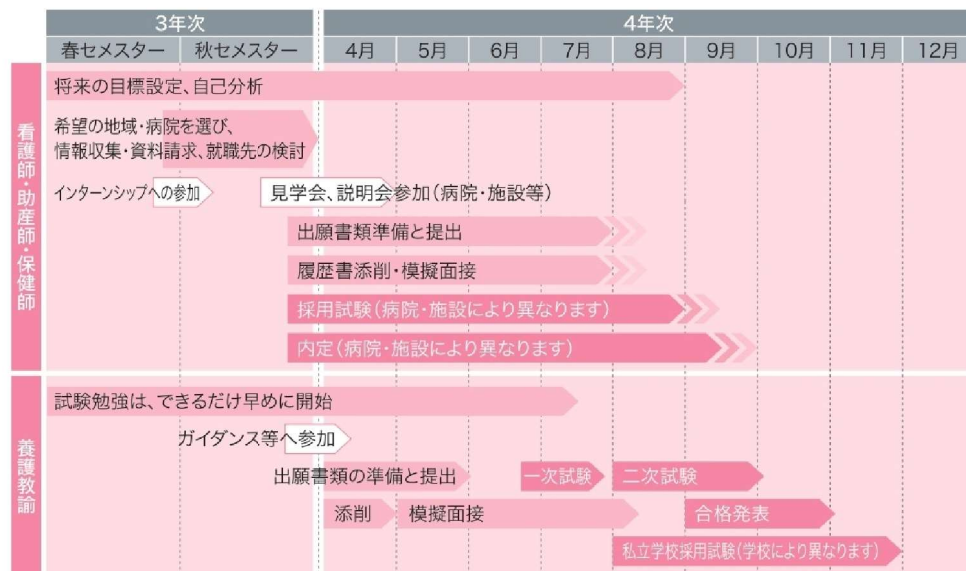 3年次
4年次
春セメスター
秋セメスター
4月
5月
6月
7月
8月
9月
10月
11月
12月
看護師・助産師・保健師
将来の目標設定、自己分析
希望の地域・病院を選び、
情報収集・資料請求、就職先の検討
インターンシップへの参加
見学会、説明会参加(病院・施設等)
出願書類準備と提出
履歴書添削・模擬面接
採用試験(病院・施設により異なります)
内定(病院・施設により異なります)
養護教諭
試験勉強は、できるだけ早めに開始
ガイダンス等へ参加
出願書類の準備と提出
一次試験
二次試験
添削
模擬面接
合格発表
私立学校採用試験(学校により異なります)